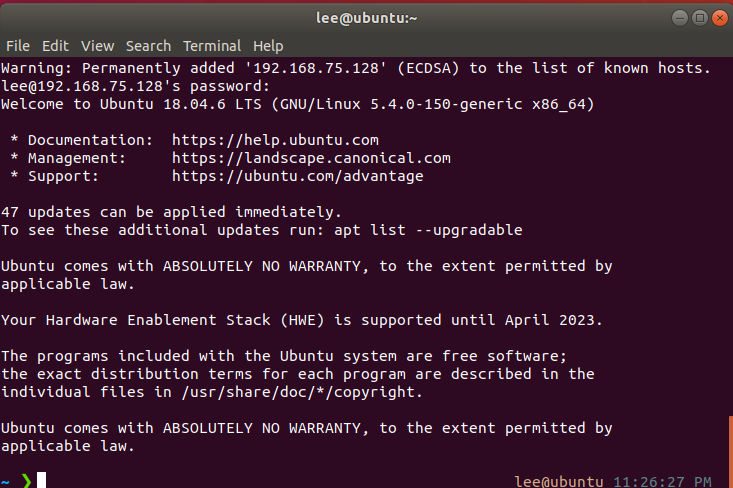 lee@ubuntu:~
File Edit View Search Terminal Help
Warning: Permanently added '192.168.75.128' (ECDSA) to the list of known hosts.
lee@192.168.75.128's password:
Welcome to Ubuntu 18.04.6 LTS (GNU/Linux 5.4.0-150-generic x86_64)

 * Documentation:  https://help.ubuntu.com
 * Management:     https://landscape.canonical.com
 * Support:        https://ubuntu.com/advantage

47 updates can be applied immediately.
To see these additional updates run: apt list --upgradable

Ubuntu comes with ABSOLUTELY NO WARRANTY, to the extent permitted by
applicable law.

Your Hardware Enablement Stack (HWE) is supported until April 2023.

The programs included with the Ubuntu system are free software;
the exact distribution terms for each program are described in the
individual files in /usr/share/doc/*/copyright.

Ubuntu comes with ABSOLUTELY NO WARRANTY, to the extent permitted by
applicable law.

~ ❯ lee@ubuntu 11:26:27 PM